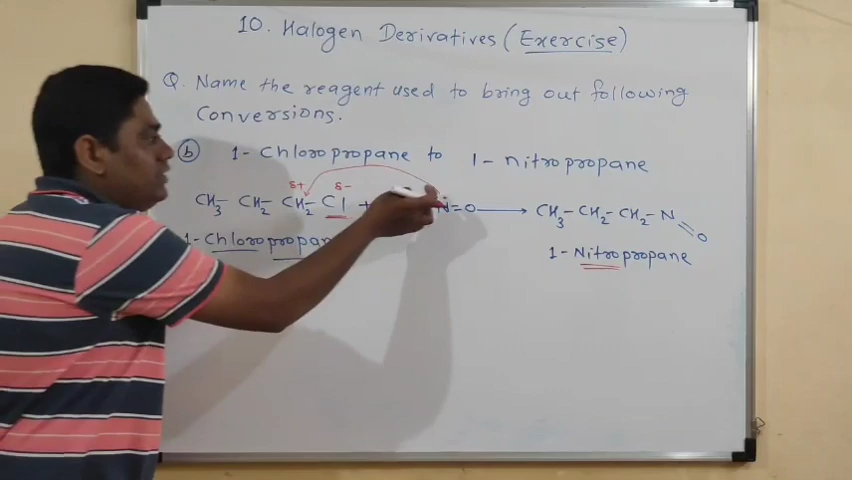 10. Halogen Derivatives (Exercise)
Q. Name the reagent used to bring out following
Conversions.
(b) 1- chloropropane to 1- nitropropane
δ+ δ-
CH3- CH2- CH2- Cl + N=O → CH3- CH2- CH2- N=O
1- Chloropropan 1- Nitropropane